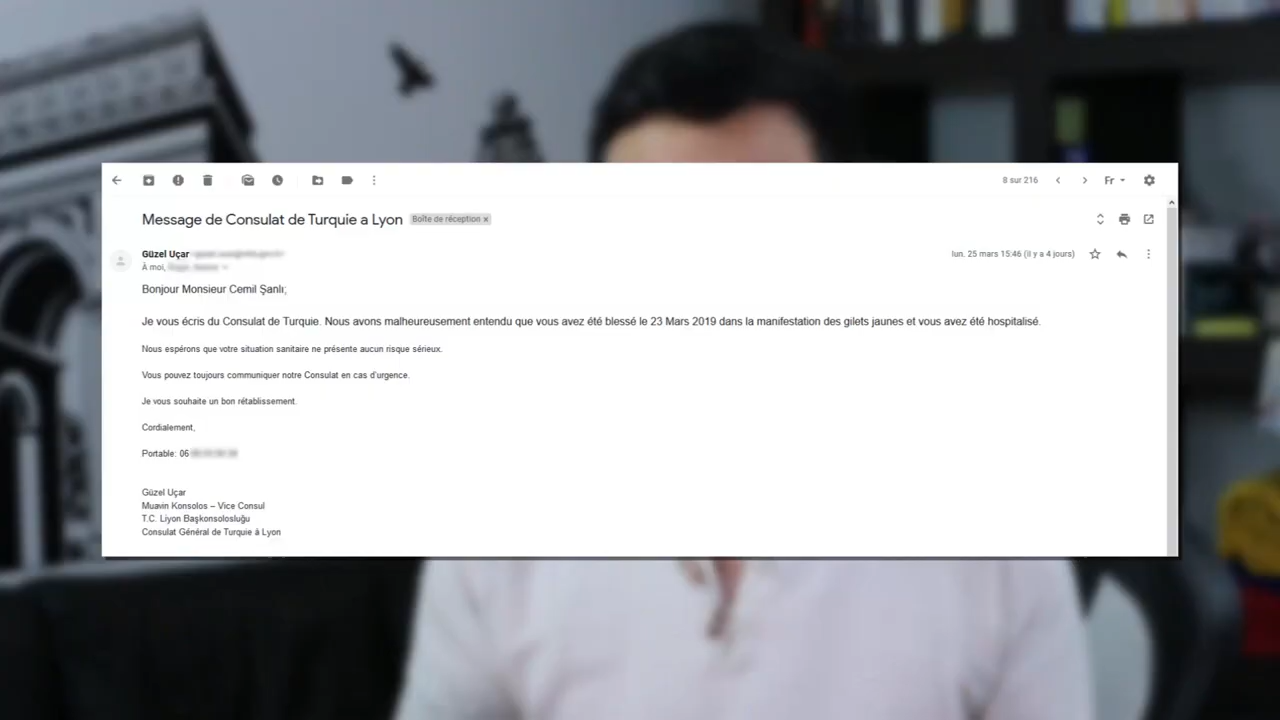 8 sur 216
Fr
Message de Consulat de Turquie a Lyon Boîte de réception x
Güzel Uçar
lun. 25 mars 15:46 (il y a 4 jours)
À moi,
Bonjour Monsieur Cemil Şanlı;
Je vous écris du Consulat de Turquie. Nous avons malheureusement entendu que vous avez été blessé le 23 Mars 2019 dans la manifestation des gilets jaunes et vous avez été hospitalisé.
Nous espérons que votre situation sanitaire ne présente aucun risque sérieux.
Vous pouvez toujours communiquer notre Consulat en cas d'urgence.
Je vous souhaite un bon rétablissement.
Cordialement,
Portable: 06
Güzel Uçar
Muavin Konsolos – Vice Consul
T.C. Liyon Başkonsolosluğu
Consulat Général de Turquie à Lyon